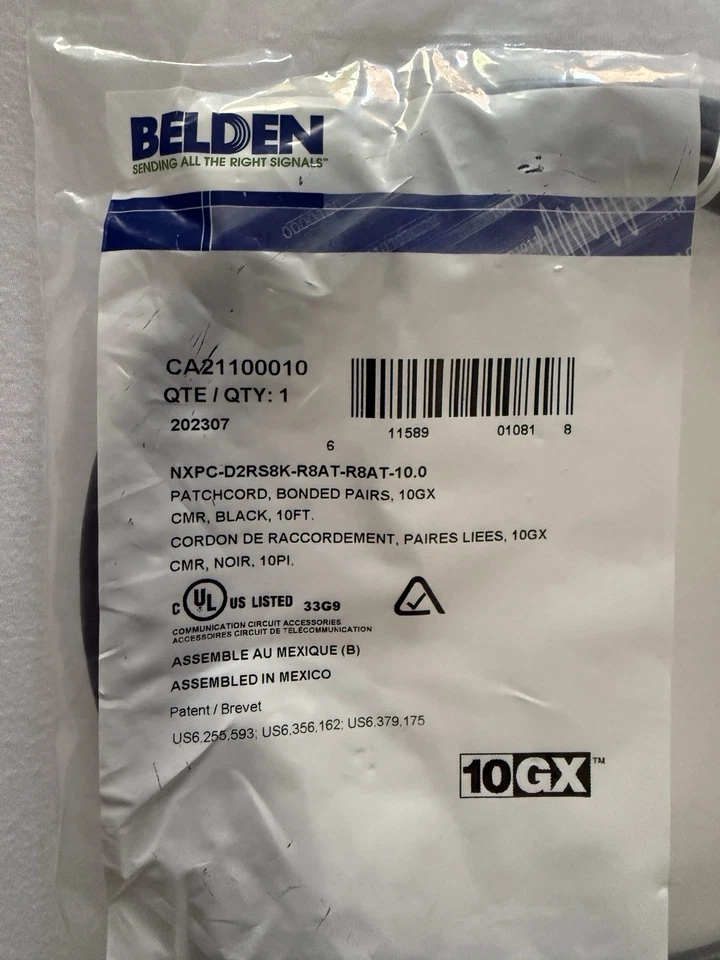 BELDEN
SENDING ALL THE RIGHT SIGNALS™
CA21100010
QTE / QTY: 1
202307
6 11589 01081 8
NXPC-D2RS8K-R8AT-R8AT-10.0
PATCHCORD, BONDED PAIRS, 10GX
CMR, BLACK, 10FT.
CORDON DE RACCORDEMENT, PAIRES LIEES, 10GX
CMR, NOIR, 10PI.
C UL US LISTED 33G9
COMMUNICATION CIRCUIT ACCESSORIES
ACCESSOIRES CIRCUIT DE TELECOMMUNICATION
ASSEMBLE AU MEXIQUE (B)
ASSEMBLED IN MEXICO
Patent / Brevet
US6,255,593; US6,356,162; US6,379,175
10GX™